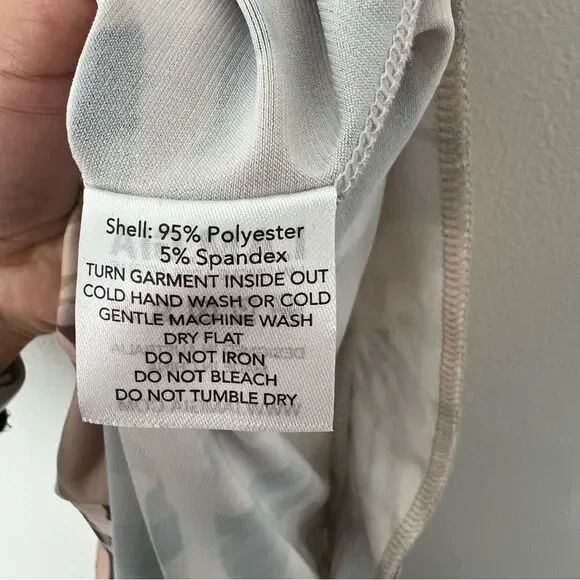 Shell: 95% Polyester
5% Spandex
TURN GARMENT INSIDE OUT
COLD HAND WASH OR COLD
GENTLE MACHINE WASH
DRY FLAT
DO NOT IRON
DO NOT BLEACH
DO NOT TUMBLE DRY